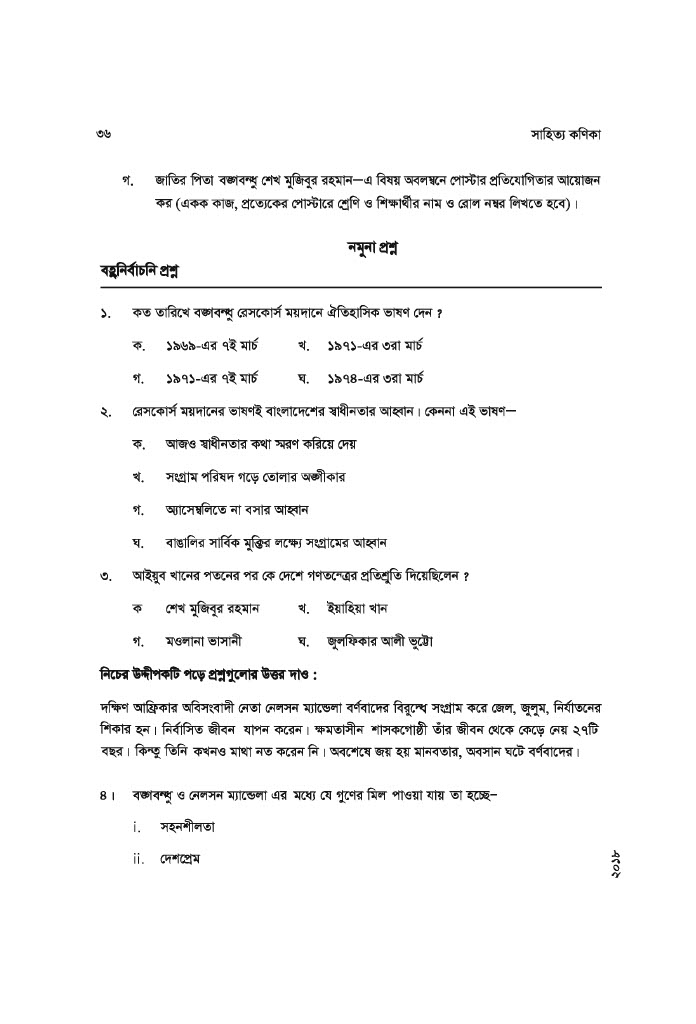 ৩৬ সাহিত্য কণিকা
গ. জাতির পিতা বঙ্গবন্ধু শেখ মুজিবুর রহমান—এ বিষয় অবলম্বনে পোস্টার প্রতিযোগিতার আয়োজন
কর (একক কাজ, প্রত্যেকের পোস্টারে শ্রেণি ও শিক্ষার্থীর নাম ও রোল নম্বর লিখতে হবে)।
নমুনা প্রশ্ন
বহুনির্বাচনি প্রশ্ন
১. কত তারিখে বঙ্গবন্ধু রেসকোর্স ময়দানে ঐতিহাসিক ভাষণ দেন ?
ক. ১৯৬৯-এর ৭ই মার্চ খ. ১৯৭১-এর ৩রা মার্চ
গ. ১৯৭১-এর ৭ই মার্চ ঘ. ১৯৭৪-এর ৩রা মার্চ
২. রেসকোর্স ময়দানের ভাষণই বাংলাদেশের স্বাধীনতার আহ্বান। কেননা এই ভাষণ—
ক. আজও স্বাধীনতার কথা স্মরণ করিয়ে দেয়
খ. সংগ্রাম পরিষদ গড়ে তোলার অঙ্গীকার
গ. অ্যাসেম্বলিতে না বসার আহ্বান
ঘ. বাঙালির সার্বিক মুক্তির লক্ষ্যে সংগ্রামের আহ্বান
৩. আইয়ুব খানের পতনের পর কে দেশে গণতন্ত্রের প্রতিশ্রুতি দিয়েছিলেন ?
ক শেখ মুজিবুর রহমান খ. ইয়াহিয়া খান
গ. মওলানা ভাসানী ঘ. জুলফিকার আলী ভুট্টো
নিচের উদ্দীপকটি পড়ে প্রশ্নগুলোর উত্তর দাও :
দক্ষিণ আফ্রিকার অবিসংবাদী নেতা নেলসন ম্যান্ডেলা বর্ণবাদের বিরুদ্ধে সংগ্রাম করে জেল, জুলুম, নির্যাতনের
শিকার হন। নির্বাসিত জীবন যাপন করেন। ক্ষমতাসীন শাসকগোষ্ঠী তাঁর জীবন থেকে কেড়ে নেয় ২৭টি
বছর। কিন্তু তিনি কখনও মাথা নত করেন নি। অবশেষে জয় হয় মানবতার, অবসান ঘটে বর্ণবাদের।
৪। বঙ্গবন্ধু ও নেলসন ম্যান্ডেলা এর মধ্যে যে গুণের মিল পাওয়া যায় তা হচ্ছে–
i. সহনশীলতা
ii. দেশপ্রেম
২০১৮